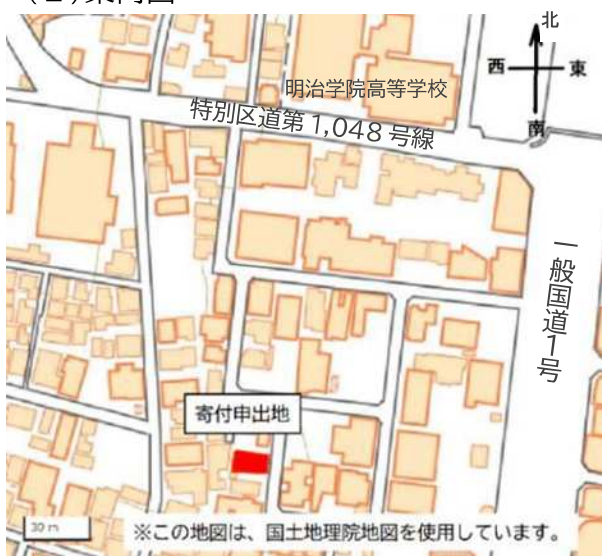 (2)案内図
北
西
東
南
明治学院高等学校
特別区道第1,048号線
一般国道1号
寄付申出地
30 m
※この地図は、国土地理院地図を使用しています。